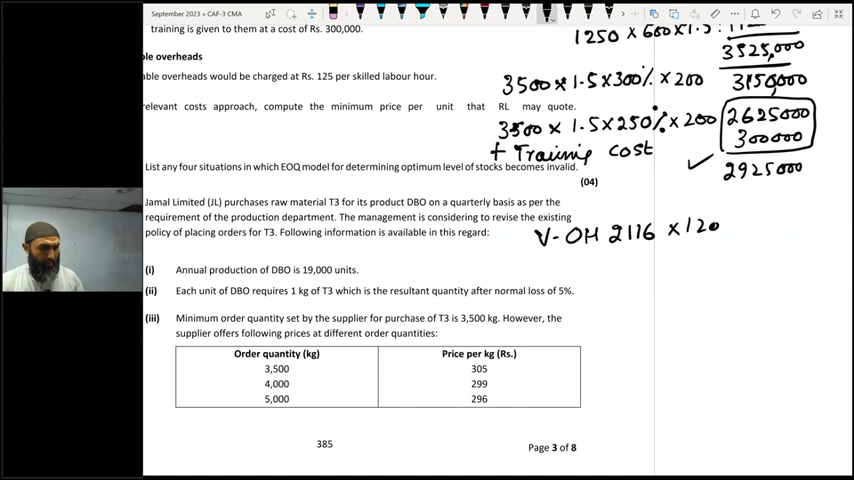 September 2023 » CAF-3 CMA
training is given to them at a cost of Rs. 300,000.
1250 x 600 x 1.5 :
3525,000
ble overheads
able overheads would be charged at Rs. 125 per skilled labour hour.
3500 x 1.5 x 300% x 200 3150,000
relevant costs approach, compute the minimum price per unit that RL may quote.
3500 x 1.5 x 250% x 200 2625000
300000
+ Training cost
2925000
List any four situations in which EOQ model for determining optimum level of stocks becomes invalid.
(04)
Jamal Limited (JL) purchases raw material T3 for its product DBO on a quarterly basis as per the
requirement of the production department. The management is considering to revise the existing
policy of placing orders for T3. Following information is available in this regard:
V-OH 2116 x 120
(i) Annual production of DBO is 19,000 units.
(ii) Each unit of DBO requires 1 kg of T3 which is the resultant quantity after normal loss of 5%.
(iii) Minimum order quantity set by the supplier for purchase of T3 is 3,500 kg. However, the
supplier offers following prices at different order quantities:
Order quantity (kg) Price per kg (Rs.)
3,500 305
4,000 299
5,000 296
385 Page 3 of 8